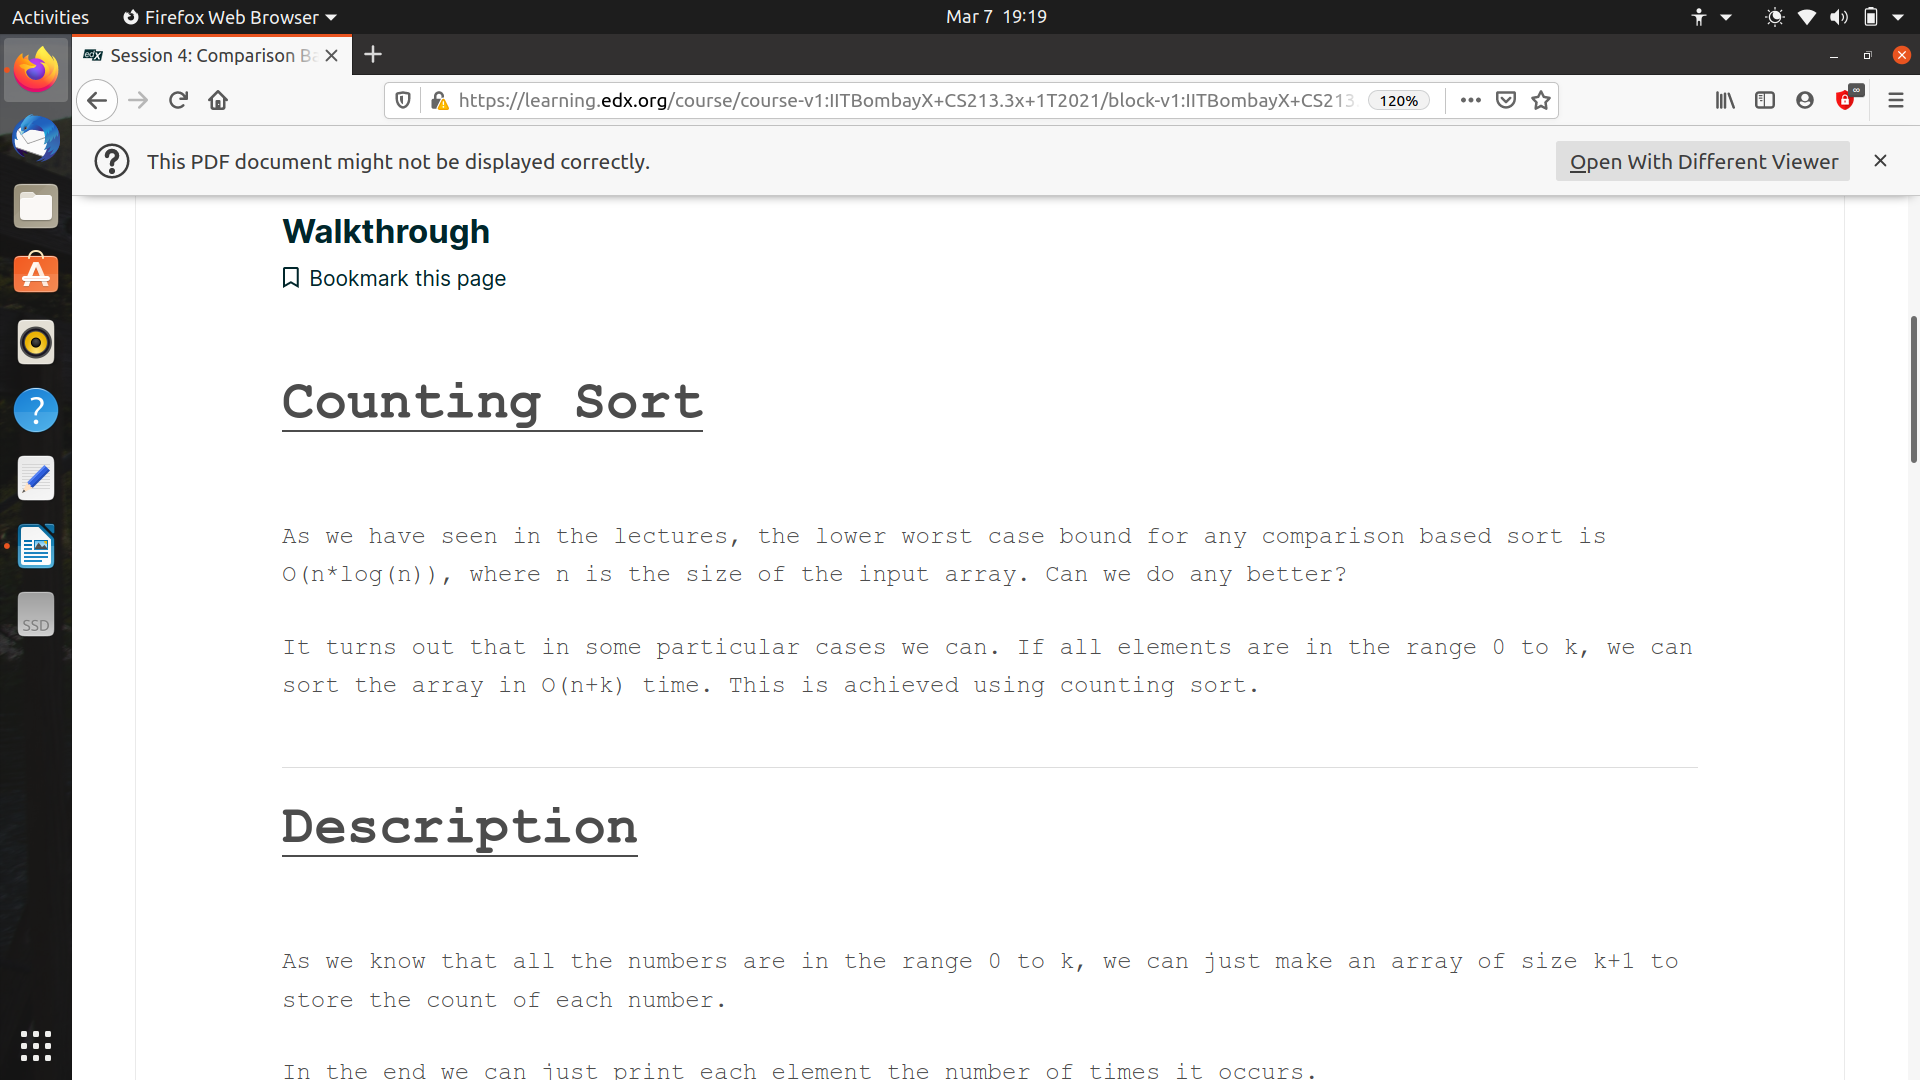 Activities
Firefox Web Browser
Mar 7 19:19
Session 4: Comparison Ba
https://learning.edx.org/course/course-v1:IITBombayX+CS213.3x+1T2021/block-v1:IITBombayX+CS213
120%
This PDF document might not be displayed correctly.
Open With Different Viewer
Walkthrough
Bookmark this page
Counting Sort
As we have seen in the lectures, the lower worst case bound for any comparison based sort is
O(n*log(n)), where n is the size of the input array. Can we do any better?
It turns out that in some particular cases we can. If all elements are in the range 0 to k, we can
sort the array in O(n+k) time. This is achieved using counting sort.
Description
As we know that all the numbers are in the range 0 to k, we can just make an array of size k+1 to
store the count of each number.
In the end we can just print each element the number of times it occurs.
SSD